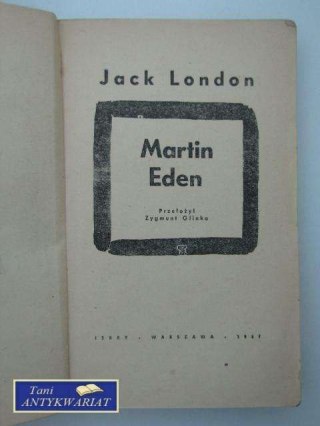 Jack London
Martin
Eden
Przełożył
Zygmunt Glinka
ISKRY • WARSZAWA •
Tani
ANTYKWARIAT